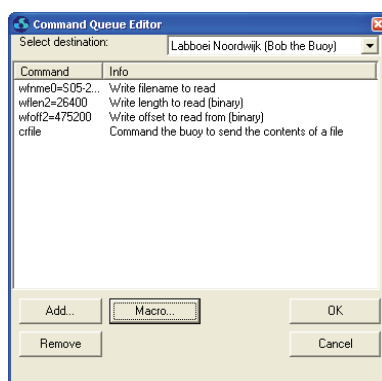 Command Queue Editor
Select destination: Labboei Noordwijk (Bob the Buoy)
Command Info
wfnme0=S05-2... Write filename to read
wflen2=26400 Write length to read (binary)
wfoff2=475200 Write offset to read from (binary)
crfile Command the buoy to send the contents of a file
Add... Macro... OK
Remove Cancel